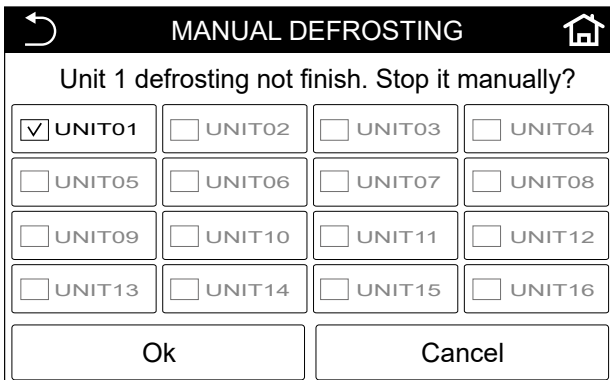 MANUAL DEFROSTING
Unit 1 defrosting not finish. Stop it manually?
UNIT01 UNIT02 UNIT03 UNIT04
UNIT05 UNIT06 UNIT07 UNIT08
UNIT09 UNIT10 UNIT11 UNIT12
UNIT13 UNIT14 UNIT15 UNIT16
Ok Cancel